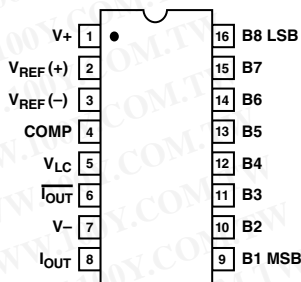 V+ 1 16 B8 LSB
VREF(+) 2 15 B7
VREF(–) 3 14 B6
COMP 4 13 B5
VLC 5 12 B4
IOUT 6 11 B3
V– 7 10 B2
IOUT 8 9 B1 MSB